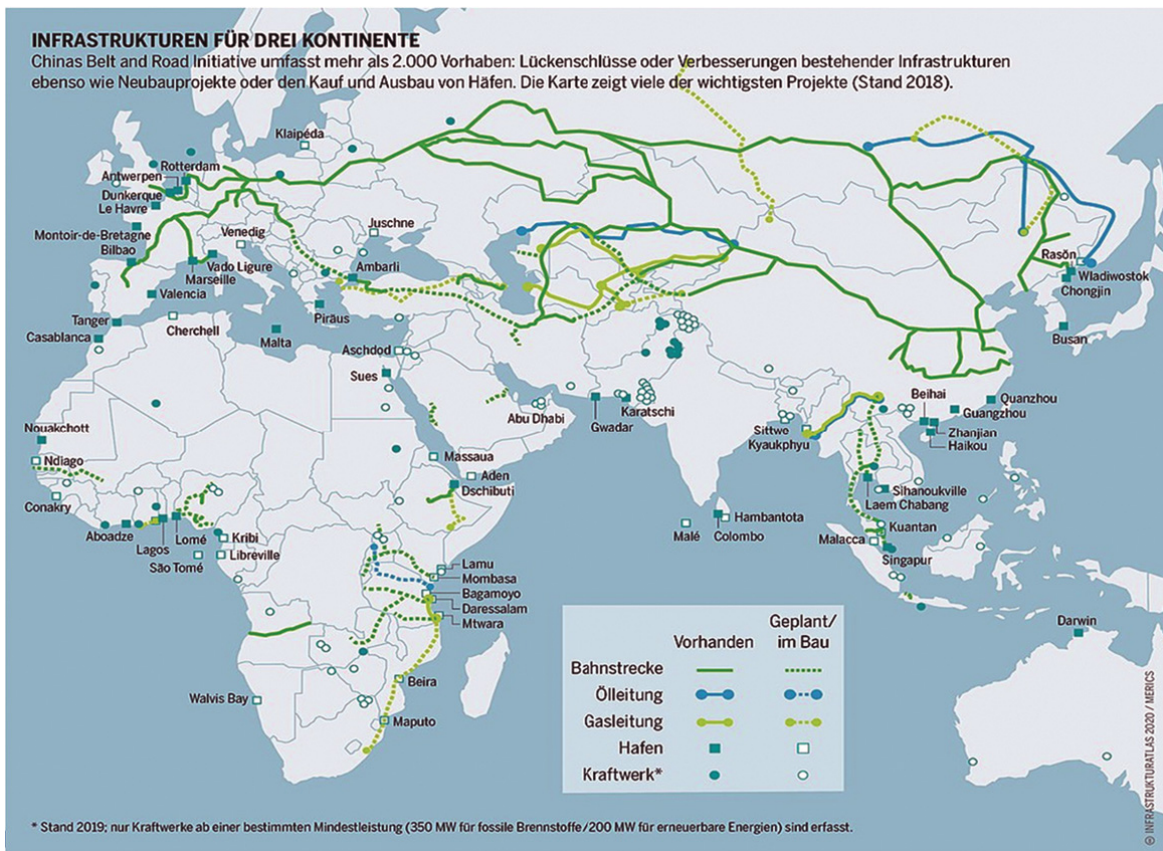 INFRASTRUKTUREN FÜR DREI KONTINENTE
Chinas Belt and Road Initiative umfasst mehr als 2.000 Vorhaben: Lückenschlüsse oder Verbesserungen bestehender Infrastrukturen
ebenso wie Neubauprojekte oder den Kauf und Ausbau von Häfen. Die Karte zeigt viele der wichtigsten Projekte (Stand 2018).
Klaipéda
Rotterdam
Antwerpen
Dunkerque
Le Havre
Montoir-de-Bretagne
Bilbao
Venedig
Juschne
Vado Ligure
Marseille
Ambarli
Valencia
Piräus
Tanger
Cherchell
Casablanca
Malta
Aschdod
Sues
Rasŏn
Wladiwostok
Chongjin
Busan
Abu Dhabi
Gwadar
Karatschi
Sittwe
Kyaukphyu
Beihai
Quanzhou
Guangzhou
Zhanjian
Haikou
Nouakchott
Ndiago
Conakry
Massaua
Aden
Dschibuti
Aboadze
Lagos
Lomé
Kribi
Libreville
São Tomé
Malé
Colombo
Hambantota
Sihanoukville
Laem Chabang
Kuantan
Malacca
Singapur
Lamu
Mombasa
Bagamoyo
Daressalam
Mtwara
Darwin
Walvis Bay
Beira
Maputo
Vorhanden
Geplant/
im Bau
Bahnstrecke
Ölleitung
Gasleitung
Hafen
Kraftwerk*
* Stand 2019; nur Kraftwerke ab einer bestimmten Mindestleistung (350 MW für fossile Brennstoffe/200 MW für erneuerbare Energien) sind erfasst.
© INFRASTRUKTURATLAS 2020 / MERICS